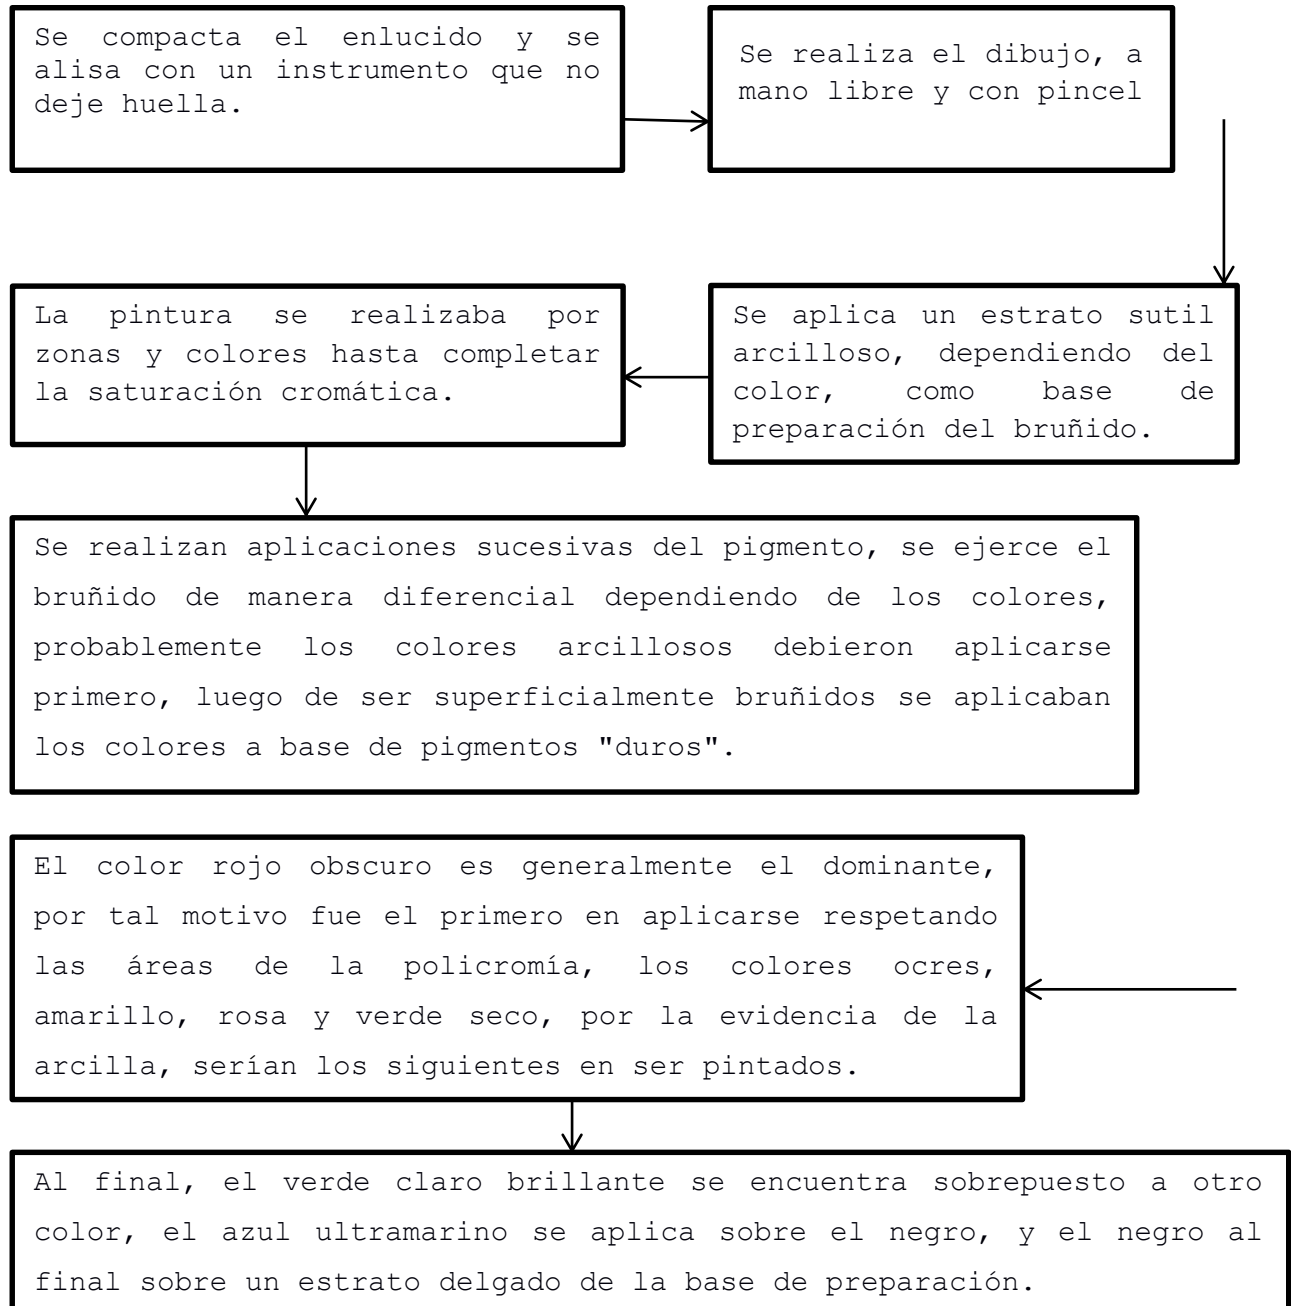 Se compacta el enlucido y se
alisa con un instrumento que no
deje huella.
Se realiza el dibujo, a
mano libre y con pincel
Se aplica un estrato sutil
arcilloso, dependiendo del
color, como base de
preparación del bruñido.
La pintura se realizaba por
zonas y colores hasta completar
la saturación cromática.
Se realizan aplicaciones sucesivas del pigmento, se ejerce el
bruñido de manera diferencial dependiendo de los colores,
probablemente los colores arcillosos debieron aplicarse
primero, luego de ser superficialmente bruñidos se aplicaban
los colores a base de pigmentos "duros".
El color rojo obscuro es generalmente el dominante,
por tal motivo fue el primero en aplicarse respetando
las áreas de la policromía, los colores ocres,
amarillo, rosa y verde seco, por la evidencia de la
arcilla, serían los siguientes en ser pintados.
Al final, el verde claro brillante se encuentra sobrepuesto a otro
color, el azul ultramarino se aplica sobre el negro, y el negro al
final sobre un estrato delgado de la base de preparación.